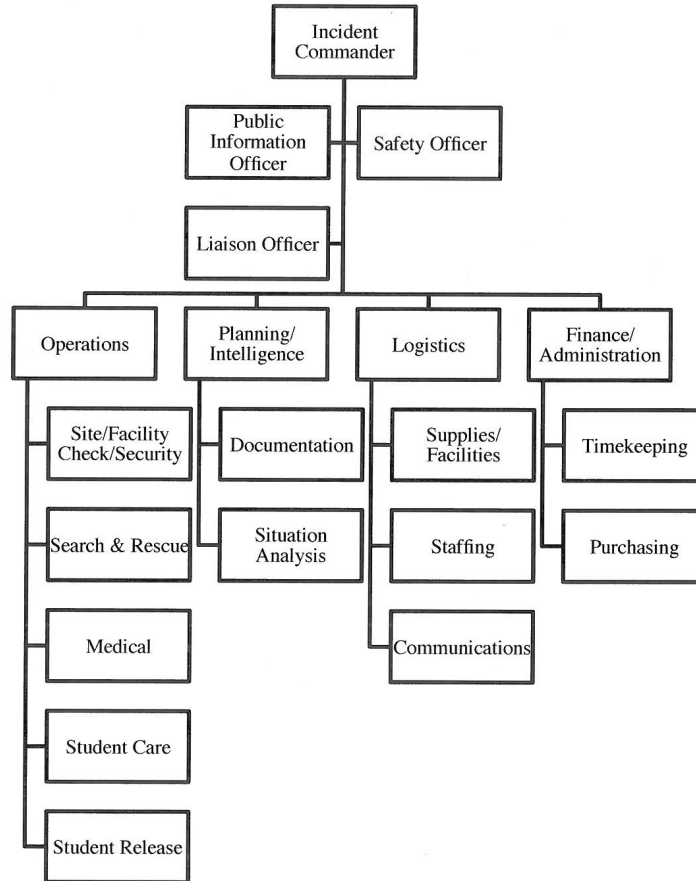 Incident
Commander
Public
Information
Officer
Safety Officer
Liaison Officer
Operations
Planning/
Intelligence
Logistics
Finance/
Administration
Site/Facility
Check/Security
Documentation
Supplies/
Facilities
Timekeeping
Search & Rescue
Situation
Analysis
Staffing
Purchasing
Medical
Communications
Student Care
Student Release